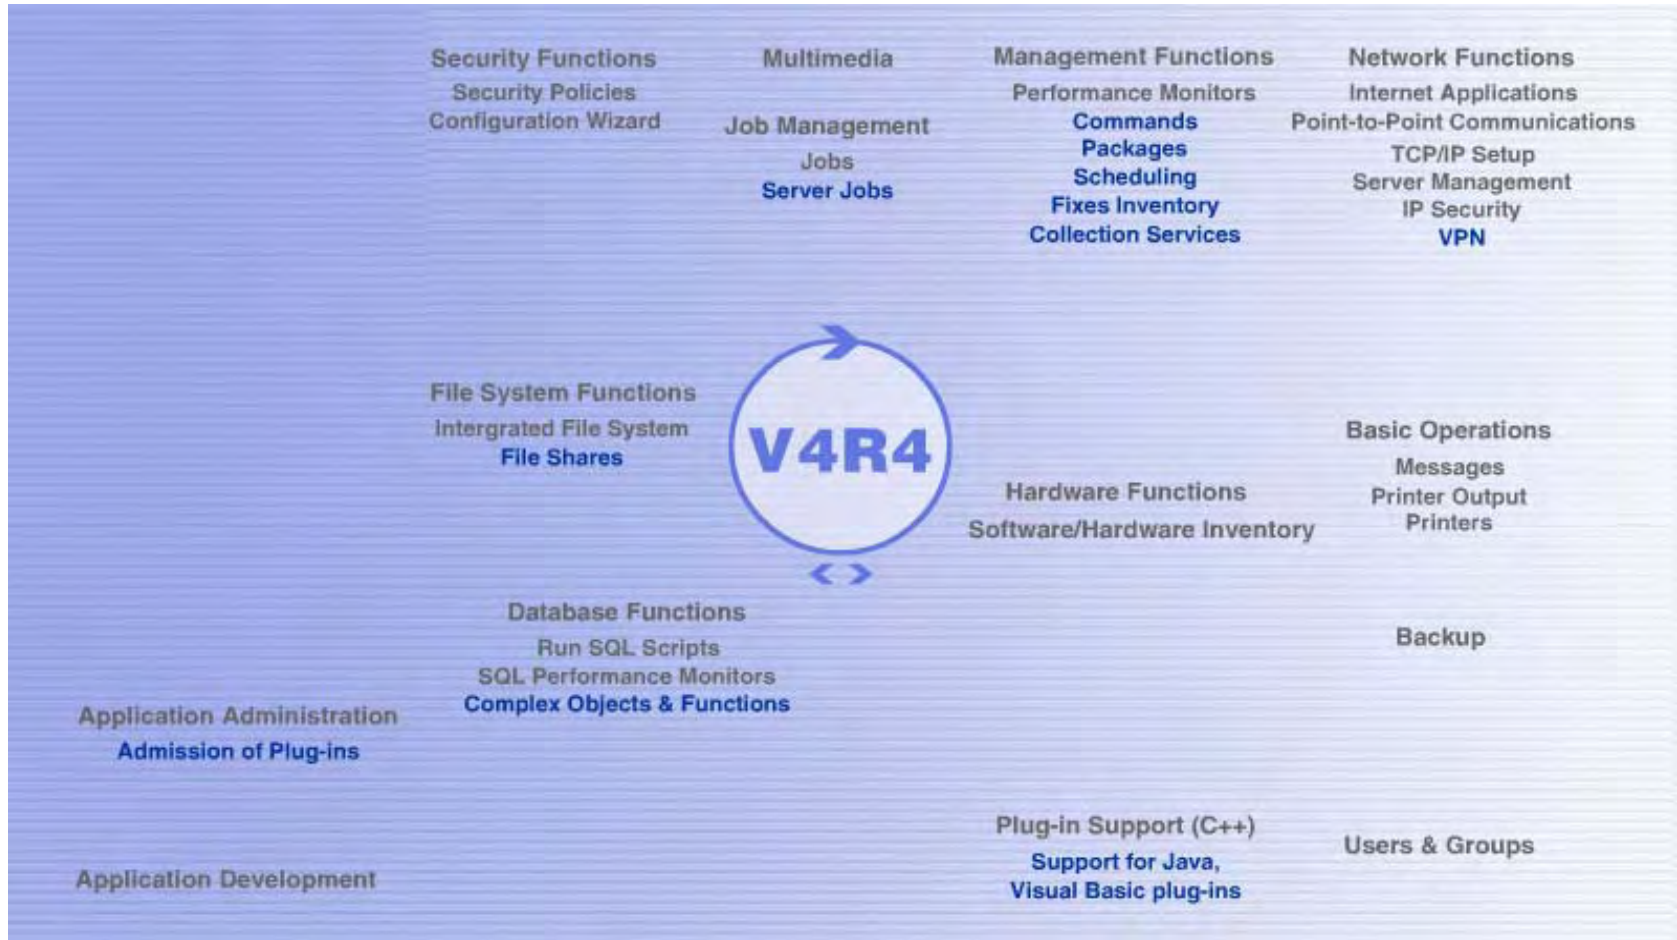 Security Functions
Security Policies
Configuration Wizard
Multimedia
Job Management
Jobs
Server Jobs
Management Functions
Performance Monitors
Commands
Packages
Scheduling
Fixes Inventory
Collection Services
Network Functions
Internet Applications
Point-to-Point Communications
TCP/IP Setup
Server Management
IP Security
VPN
File System Functions
Intergrated File System
File Shares
V4R4
Hardware Functions
Software/Hardware Inventory
Basic Operations
Messages
Printer Output
Printers
Database Functions
Run SQL Scripts
SQL Performance Monitors
Complex Objects & Functions
Backup
Application Administration
Admission of Plug-ins
Application Development
Plug-in Support (C++)
Support for Java,
Visual Basic plug-ins
Users & Groups